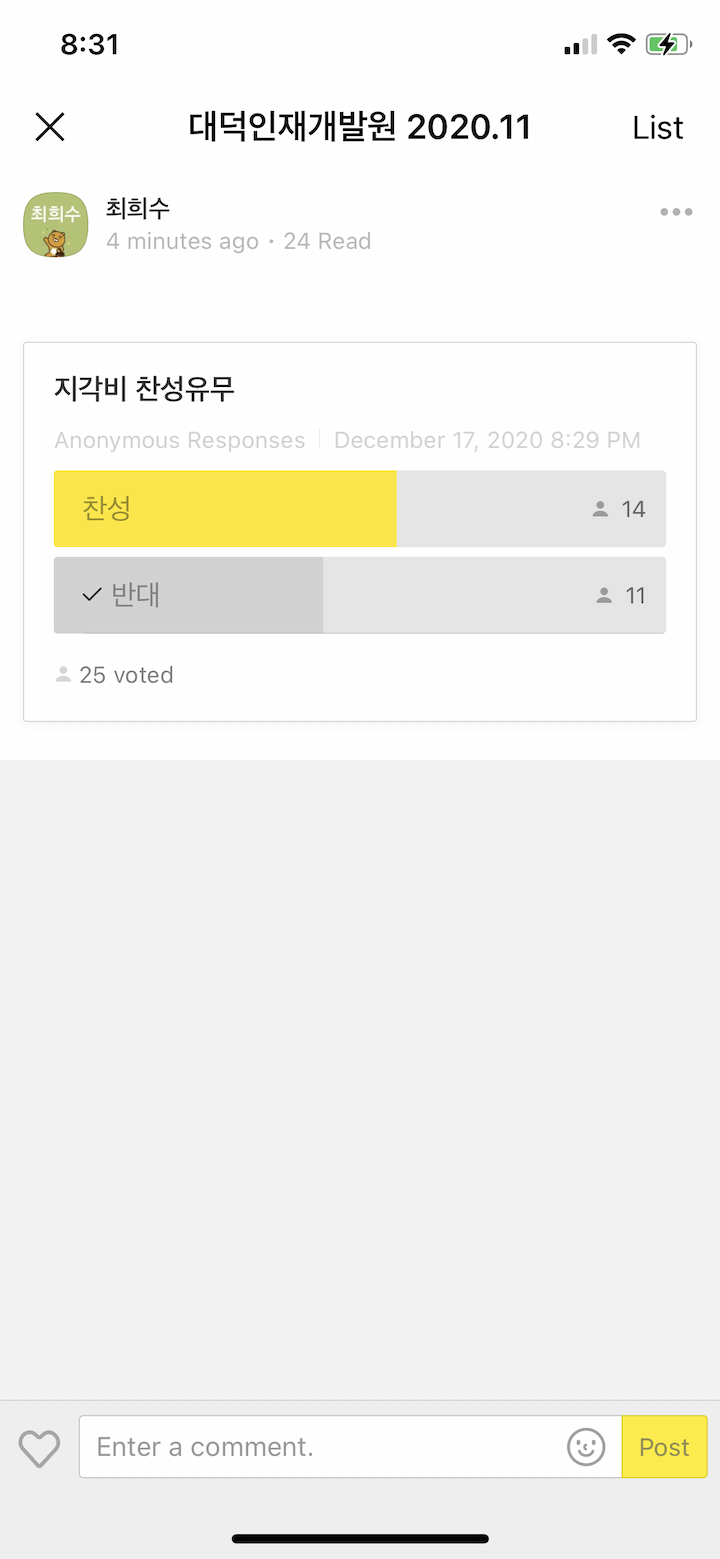 8:31
대덕인재개발원 2020.11
List
최희수
최희수
4 minutes ago · 24 Read
지각비 찬성유무
Anonymous Responses | December 17, 2020 8:29 PM
찬성 14
반대 11
25 voted
Enter a comment.
Post